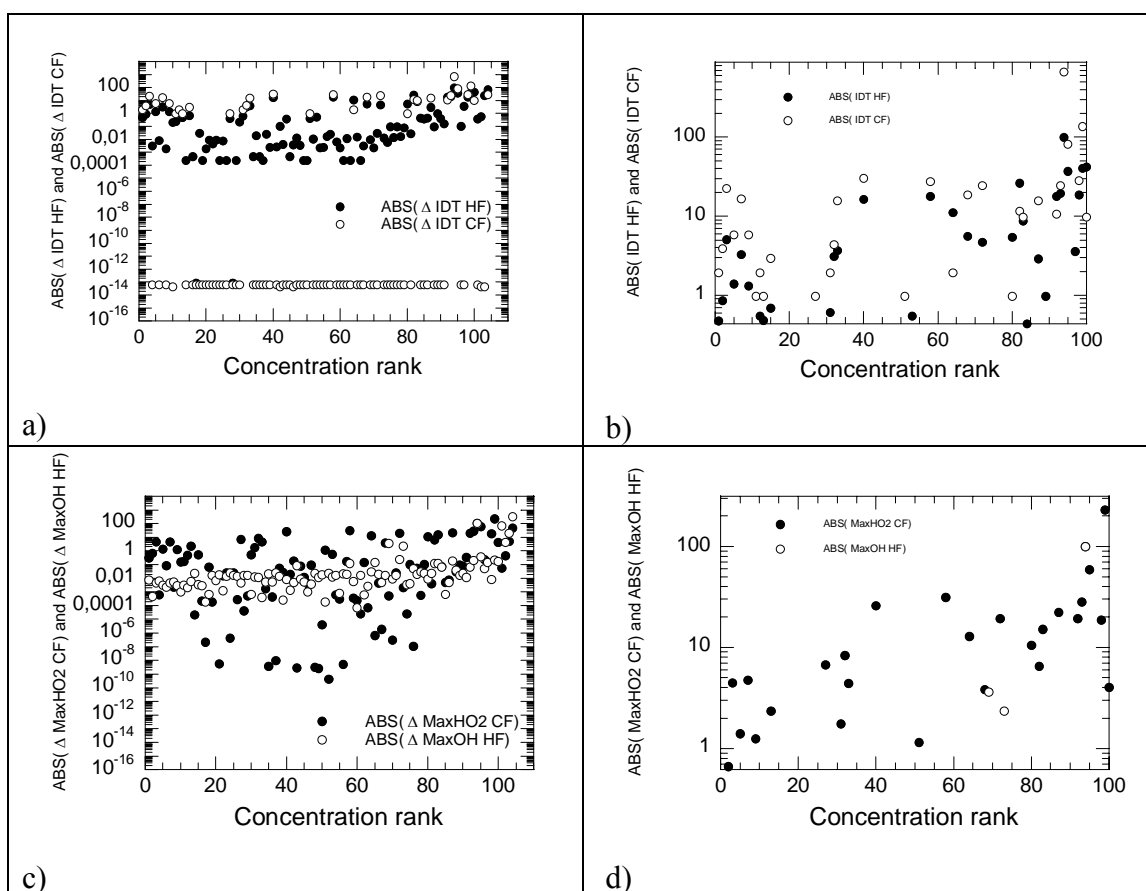 ABS( Δ IDT HF) and ABS( Δ IDT CF)
100
1
0,01
0,0001
10^-6
10^-8
10^-10
10^-12
10^-14
10^-16
ABS( Δ IDT HF)
ABS( Δ IDT CF)
0 20 40 60 80 100
Concentration rank
a)
ABS( IDT HF) and ABS( IDT CF)
100
10
1
ABS( IDT HF)
ABS( IDT CF)
0 20 40 60 80 100
Concentration rank
b)
ABS( Δ MaxHO2 CF) and ABS( Δ MaxOH HF)
100
1
0,01
0,0001
10^-6
10^-8
10^-10
10^-12
10^-14
10^-16
ABS( Δ MaxHO2 CF)
ABS( Δ MaxOH HF)
0 20 40 60 80 100
Concentration rank
c)
ABS( MaxHO2 CF) and ABS( MaxOH HF)
100
10
1
ABS( MaxHO2 CF)
ABS( MaxOH HF)
0 20 40 60 80 100
Concentration rank
d)